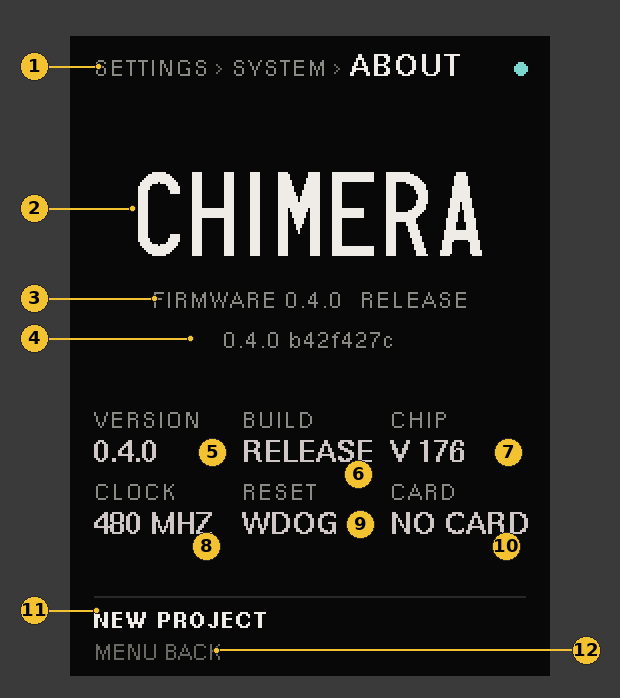 1 SETTINGS > SYSTEM > ABOUT
2 CHIMERA
3 FIRMWARE 0.4.0 RELEASE
4 0.4.0 b42f427c
VERSION BUILD CHIP
0.4.0 5 RELEASE 6 V 176 7
CLOCK RESET CARD
480 MHZ 8 WDOG 9 NO CARD 10
11 NEW PROJECT
MENU BACK 12